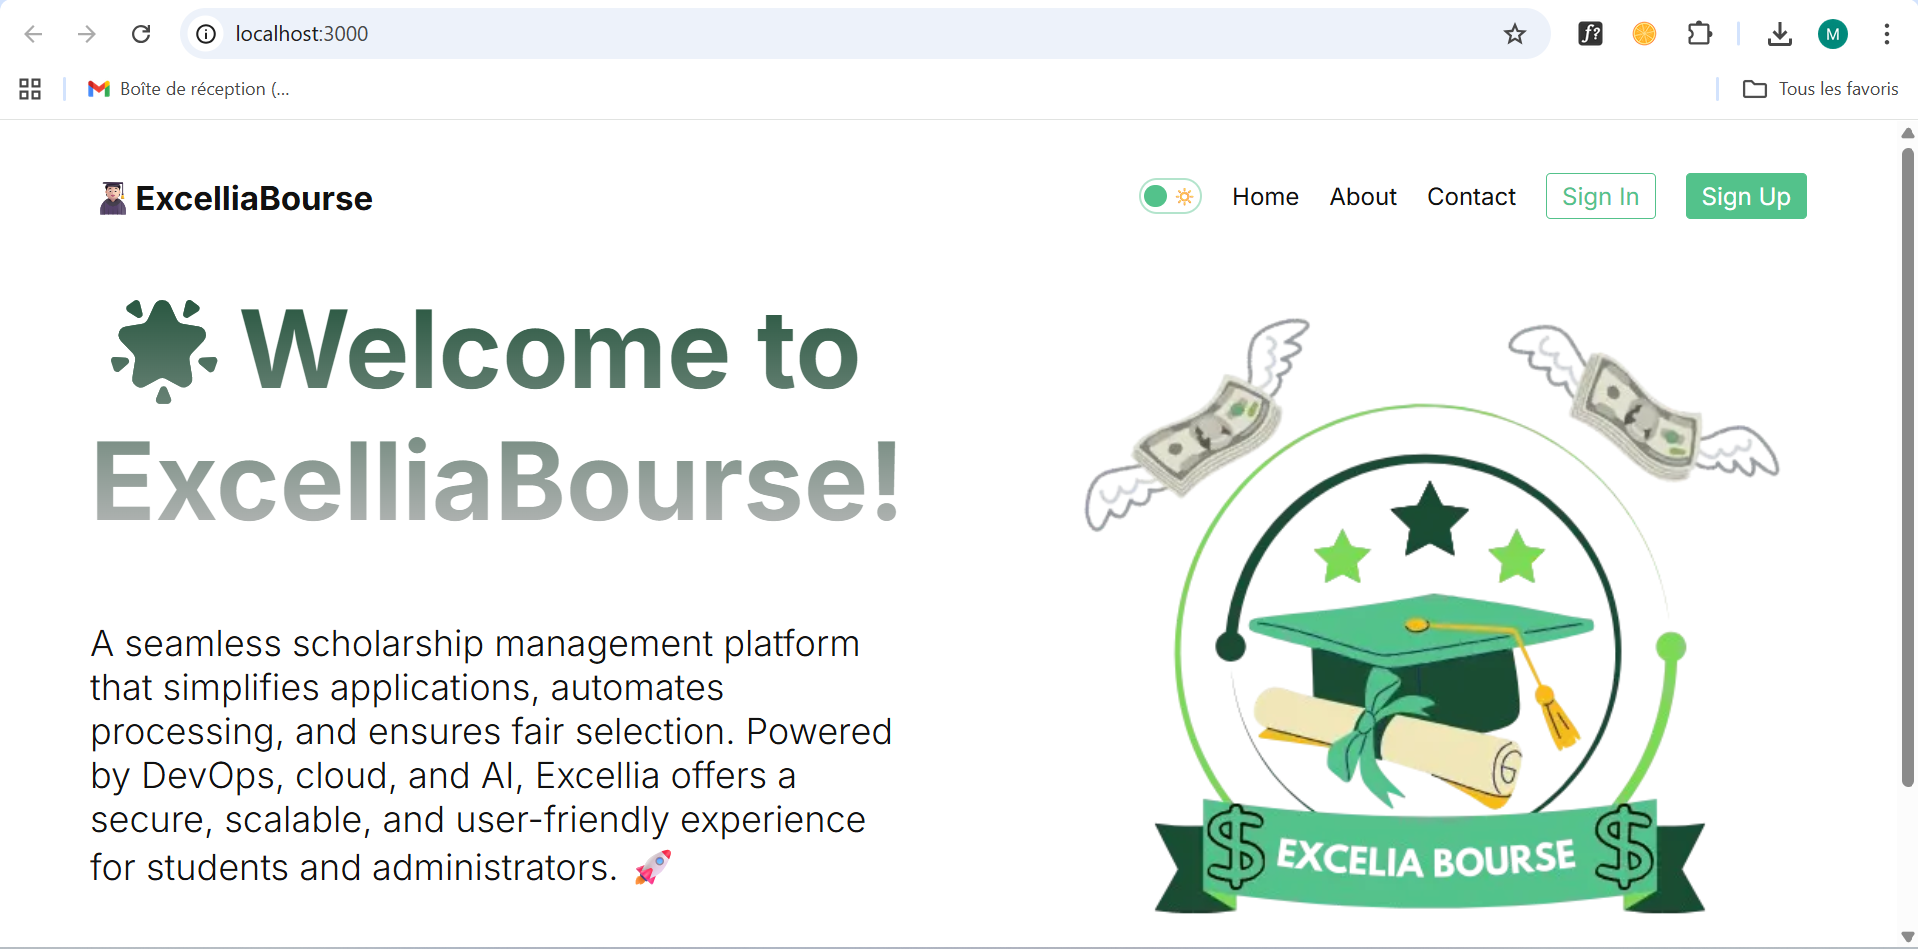 localhost:3000
f?
M
Boîte de réception (...
Tous les favoris
ExcelliaBourse
Home
About
Contact
Sign In
Sign Up
🌟 Welcome to
ExcelliaBourse!
A seamless scholarship management platform
that simplifies applications, automates
processing, and ensures fair selection. Powered
by DevOps, cloud, and AI, Excellia offers a
secure, scalable, and user-friendly experience
for students and administrators. 🚀
$ EXCELIA BOURSE $